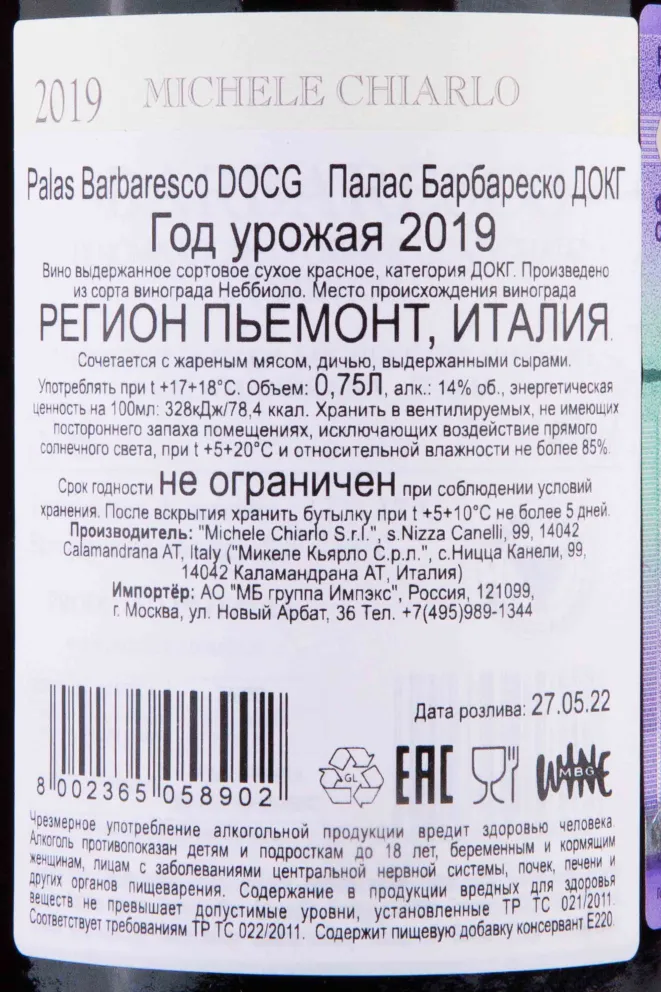 2019 MICHELE CHIARLO
Palas Barbaresco DOCG Палас Барбареско ДОКГ
Год урожая 2019
Вино выдержанное сортовое сухое красное, категория ДОКГ. Произведено
из сорта винограда Неббиоло. Место происхождения винограда
РЕГИОН ПЬЕМОНТ, ИТАЛИЯ.
Сочетается с жареным мясом, дичью, выдержанными сырами.
Употреблять при t +17+18°С. Объем: 0,75Л, алк.: 14% об., энергетическая
ценность на 100мл: 328кДж/78,4 ккал. Хранить в вентилируемых, не имеющих
постороннего запаха помещениях, исключающих воздействие прямого
солнечного света, при t +5+20°С и относительной влажности не более 85%.
Срок годности не ограничен при соблюдении условий
хранения. После вскрытия хранить бутылку при t +5+10°С не более 5 дней.
Производитель: "Michele Chiarlo S.r.l.", s.Nizza Canelli, 99, 14042
Calamandrana AT, Italy ("Микеле Кьярло С.р.л.", с.Ницца Канели, 99,
14042 Каламандрана АТ, Италия)
Импортёр: АО "МБ группа Импэкс", Россия, 121099,
г. Москва, ул. Новый Арбат, 36 Тел. +7(495)989-1344
Дата розлива: 27.05.22
8 002365 058902
GL
EAC
WINE
MBG
Чрезмерное употребление алкогольной продукции вредит здоровью человека.
Алкоголь противопоказан детям и подросткам до 18 лет, беременным и кормящим
женщинам, лицам с заболеваниями центральной нервной системы, почек, печени и
других органов пищеварения. Содержание в продукции вредных для здоровья
веществ не превышает допустимые уровни, установленные ТР ТС 021/2011.
Соответствует требованиям ТР ТС 022/2011. Содержит пищевую добавку консервант Е220.